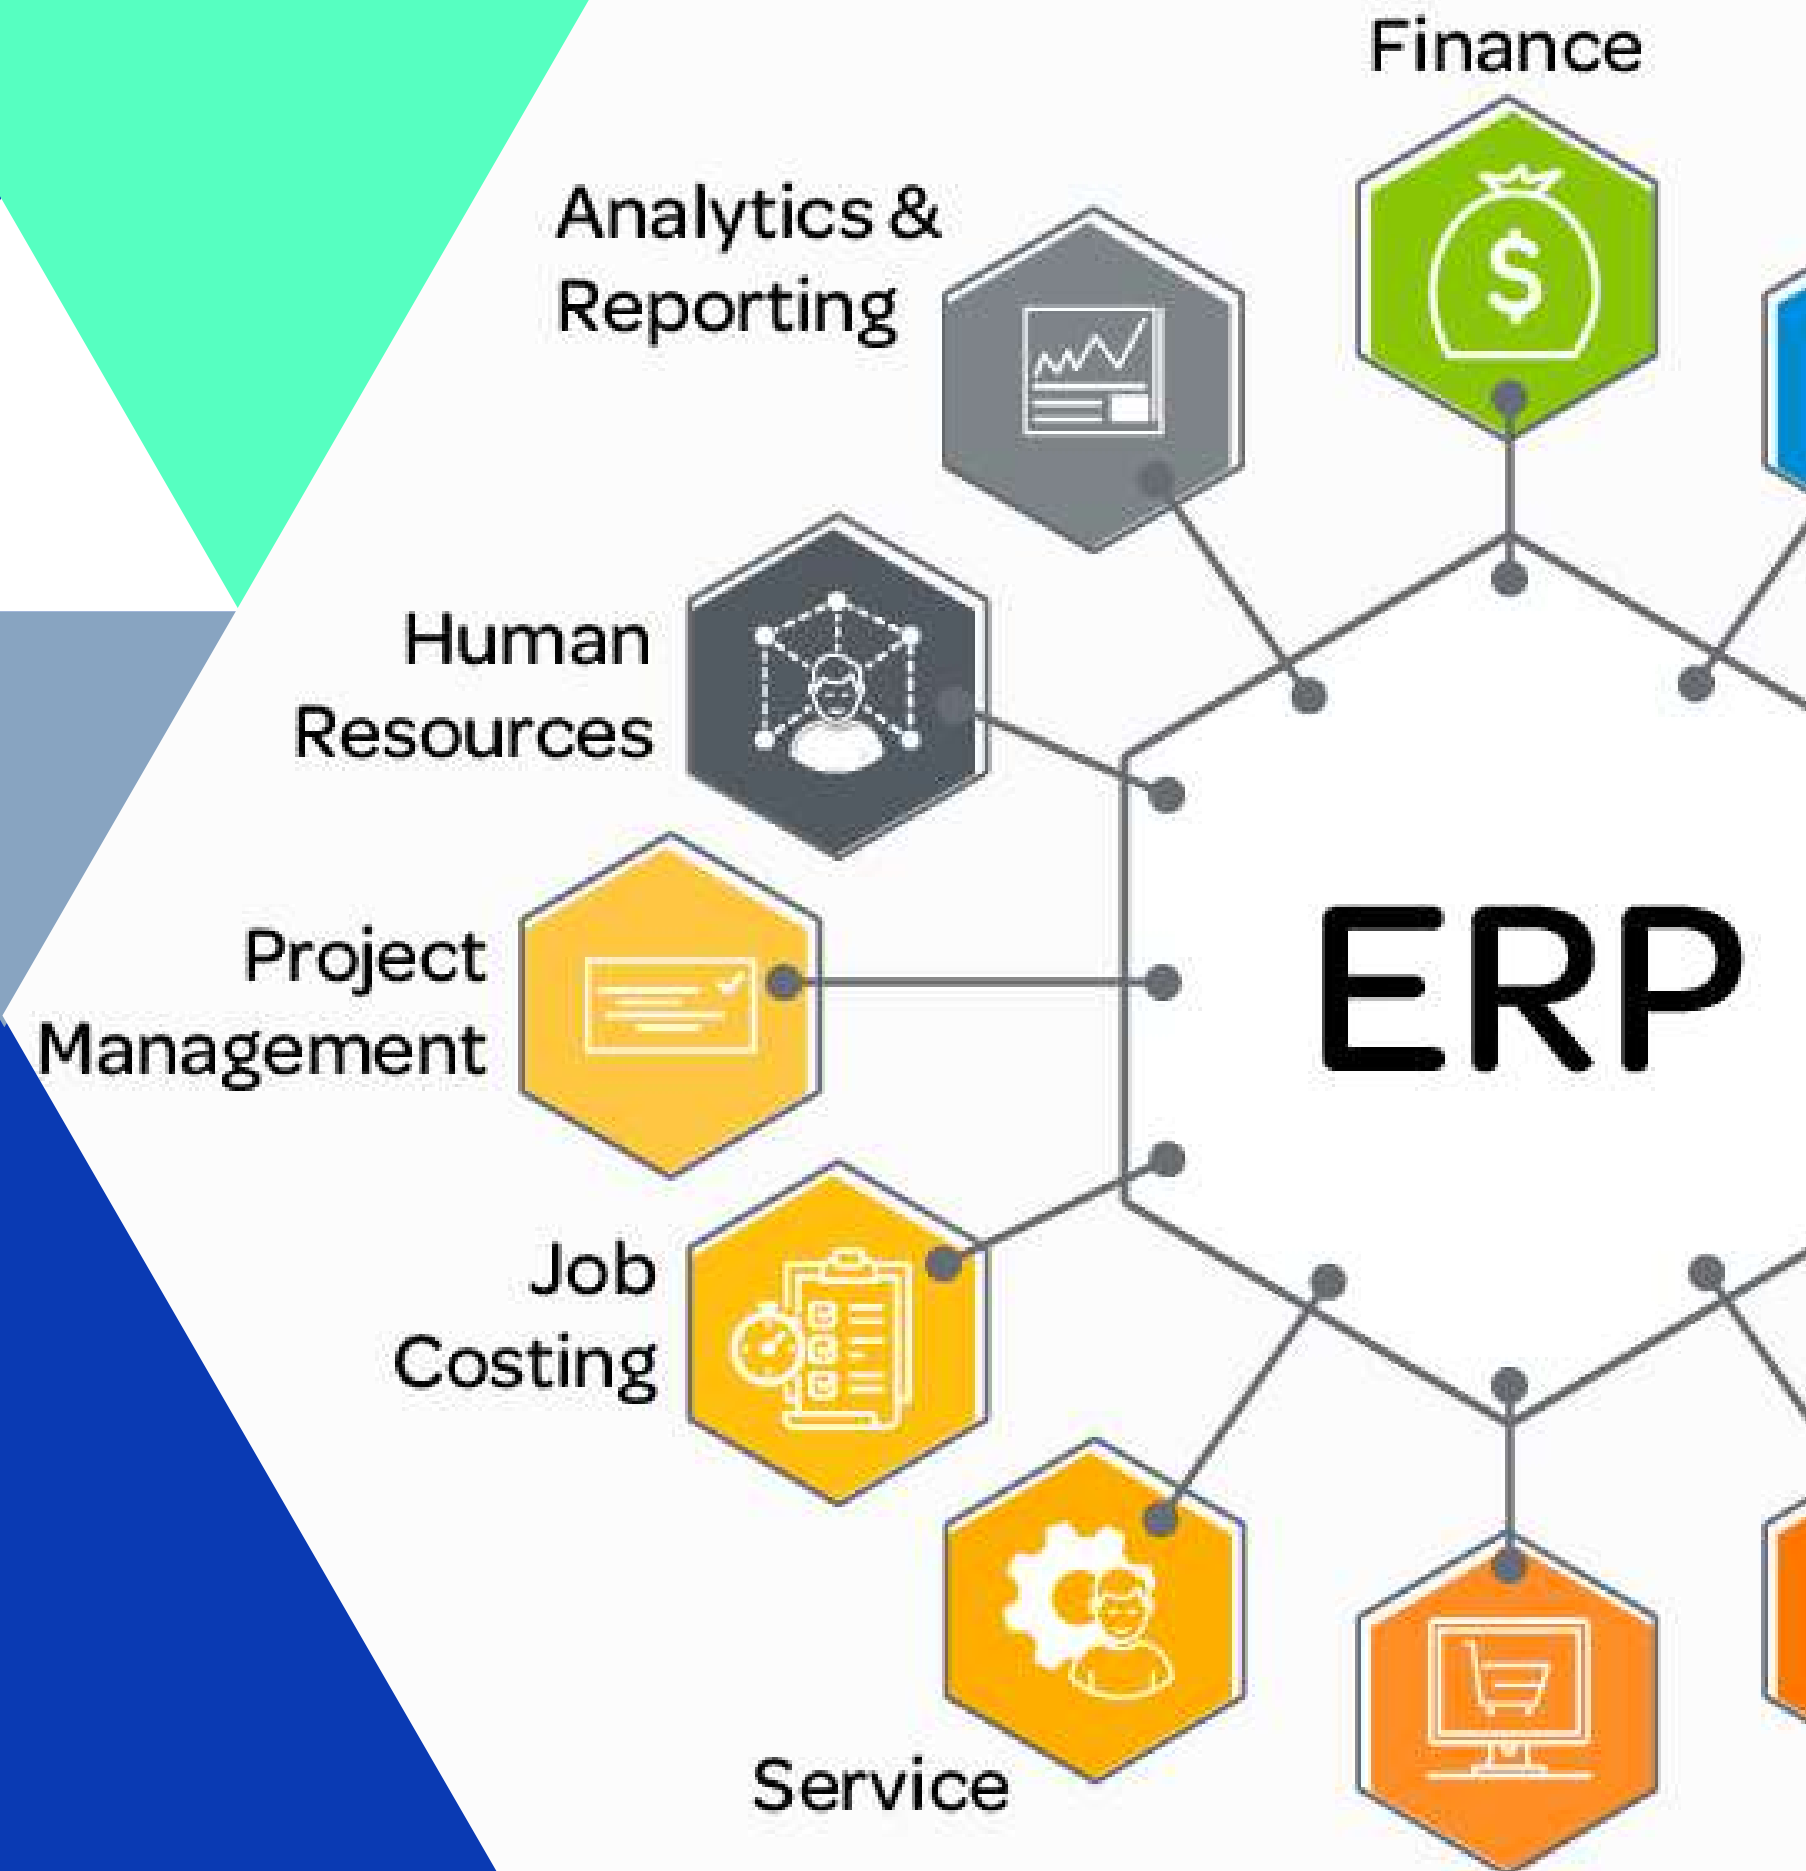 Finance
Analytics &
Reporting
Human
Resources
Project
Management
ERP
Job
Costing
Service
$